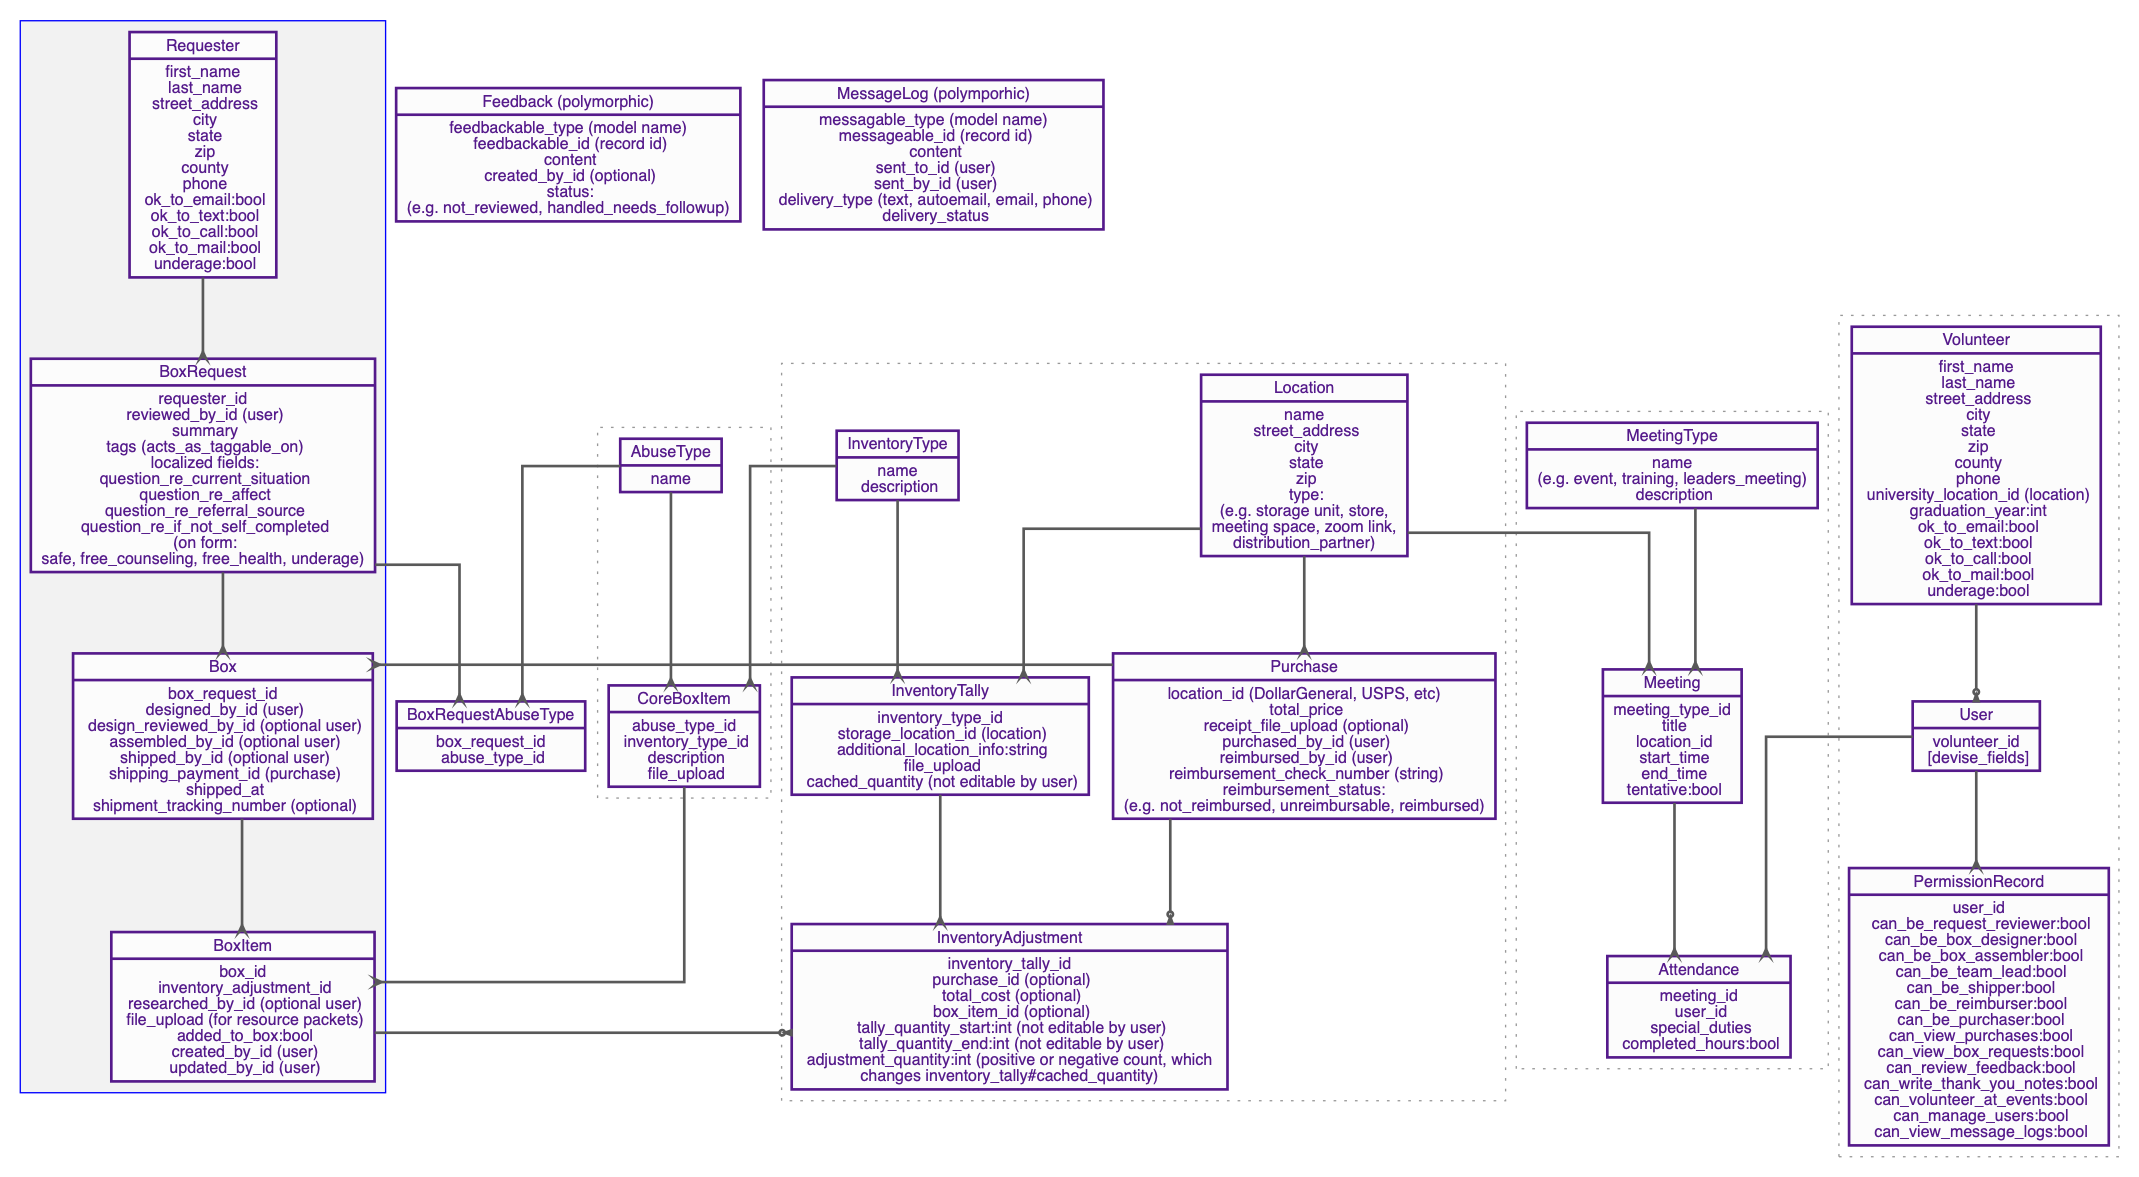 Requester
first_name
last_name
street_address
city
state
zip
county
phone
ok_to_email:bool
ok_to_text:bool
ok_to_call:bool
ok_to_mail:bool
underage:bool
Feedback (polymorphic)
feedbackable_type (model name)
feedbackable_id (record id)
content
created_by_id (optional)
status:
(e.g. not_reviewed, handled_needs_followup)
MessageLog (polymporhic)
messagable_type (model name)
messageable_id (record id)
content
sent_to_id (user)
sent_by_id (user)
delivery_type (text, autoemail, email, phone)
delivery_status
BoxRequest
requester_id
reviewed_by_id (user)
summary
tags (acts_as_taggable_on)
localized fields:
question_re_current_situation
question_re_affect
question_re_referral_source
question_re_if_not_self_completed
(on form:
safe, free_counseling, free_health, underage)
AbuseType
name
InventoryType
name
description
Location
name
street_address
city
state
zip
type:
(e.g. storage unit, store,
meeting space, zoom link,
distribution_partner)
MeetingType
name
(e.g. event, training, leaders_meeting)
description
Volunteer
first_name
last_name
street_address
city
state
zip
county
phone
university_location_id (location)
graduation_year:int
ok_to_email:bool
ok_to_text:bool
ok_to_call:bool
ok_to_mail:bool
underage:bool
Box
box_request_id
designed_by_id (user)
design_reviewed_by_id (optional user)
assembled_by_id (optional user)
shipped_by_id (optional user)
shipping_payment_id (purchase)
shipped_at
shipment_tracking_number (optional)
BoxRequestAbuseType
box_request_id
abuse_type_id
CoreBoxItem
abuse_type_id
inventory_type_id
description
file_upload
InventoryTally
inventory_type_id
storage_location_id (location)
additional_location_info:string
file_upload
cached_quantity (not editable by user)
Purchase
location_id (DollarGeneral, USPS, etc)
total_price
receipt_file_upload (optional)
purchased_by_id (user)
reimbursed_by_id (user)
reimbursement_check_number (string)
reimbursement_status:
(e.g. not_reimbursed, unreimbursable, reimbursed)
Meeting
meeting_type_id
title
location_id
start_time
end_time
tentative:bool
User
volunteer_id
[devise_fields]
BoxItem
box_id
inventory_adjustment_id
researched_by_id (optional user)
file_upload (for resource packets)
added_to_box:bool
created_by_id (user)
updated_by_id (user)
InventoryAdjustment
inventory_tally_id
purchase_id (optional)
total_cost (optional)
box_item_id (optional)
tally_quantity_start:int (not editable by user)
tally_quantity_end:int (not editable by user)
adjustment_quantity:int (positive or negative count, which
changes inventory_tally#cached_quantity)
Attendance
meeting_id
user_id
special_duties
completed_hours:bool
PermissionRecord
user_id
can_be_request_reviewer:bool
can_be_box_designer:bool
can_be_box_assembler:bool
can_be_team_lead:bool
can_be_shipper:bool
can_be_reimburser:bool
can_be_purchaser:bool
can_view_purchases:bool
can_view_box_requests:bool
can_review_feedback:bool
can_write_thank_you_notes:bool
can_volunteer_at_events:bool
can_manage_users:bool
can_view_message_logs:bool